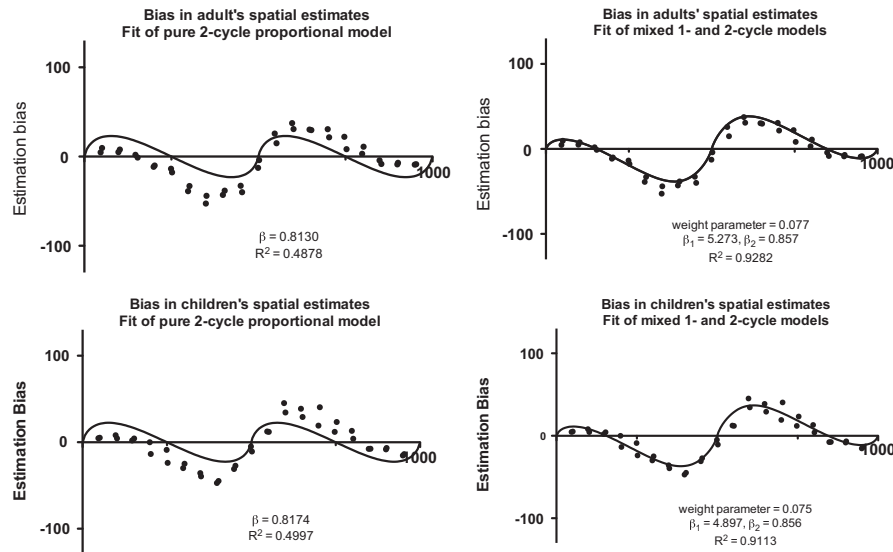 Bias in adult's spatial estimates
Fit of pure 2-cycle proportional model
100
0
-100
Estimation bias
1000
β = 0.8130
R² = 0.4878
Bias in adults' spatial estimates
Fit of mixed 1- and 2-cycle models
100
0
-100
Estimation bias
1000
weight parameter = 0.077
β₁ = 5.273, β₂ = 0.857
R² = 0.9282
Bias in children's spatial estimates
Fit of pure 2-cycle proportional model
100
0
-100
Estimation Bias
1000
β = 0.8174
R² = 0.4997
Bias in children's spatial estimates
Fit of mixed 1- and 2-cycle models
100
0
-100
Estimation Bias
1000
weight parameter = 0.075
β₁ = 4.897, β₂ = 0.856
R² = 0.9113